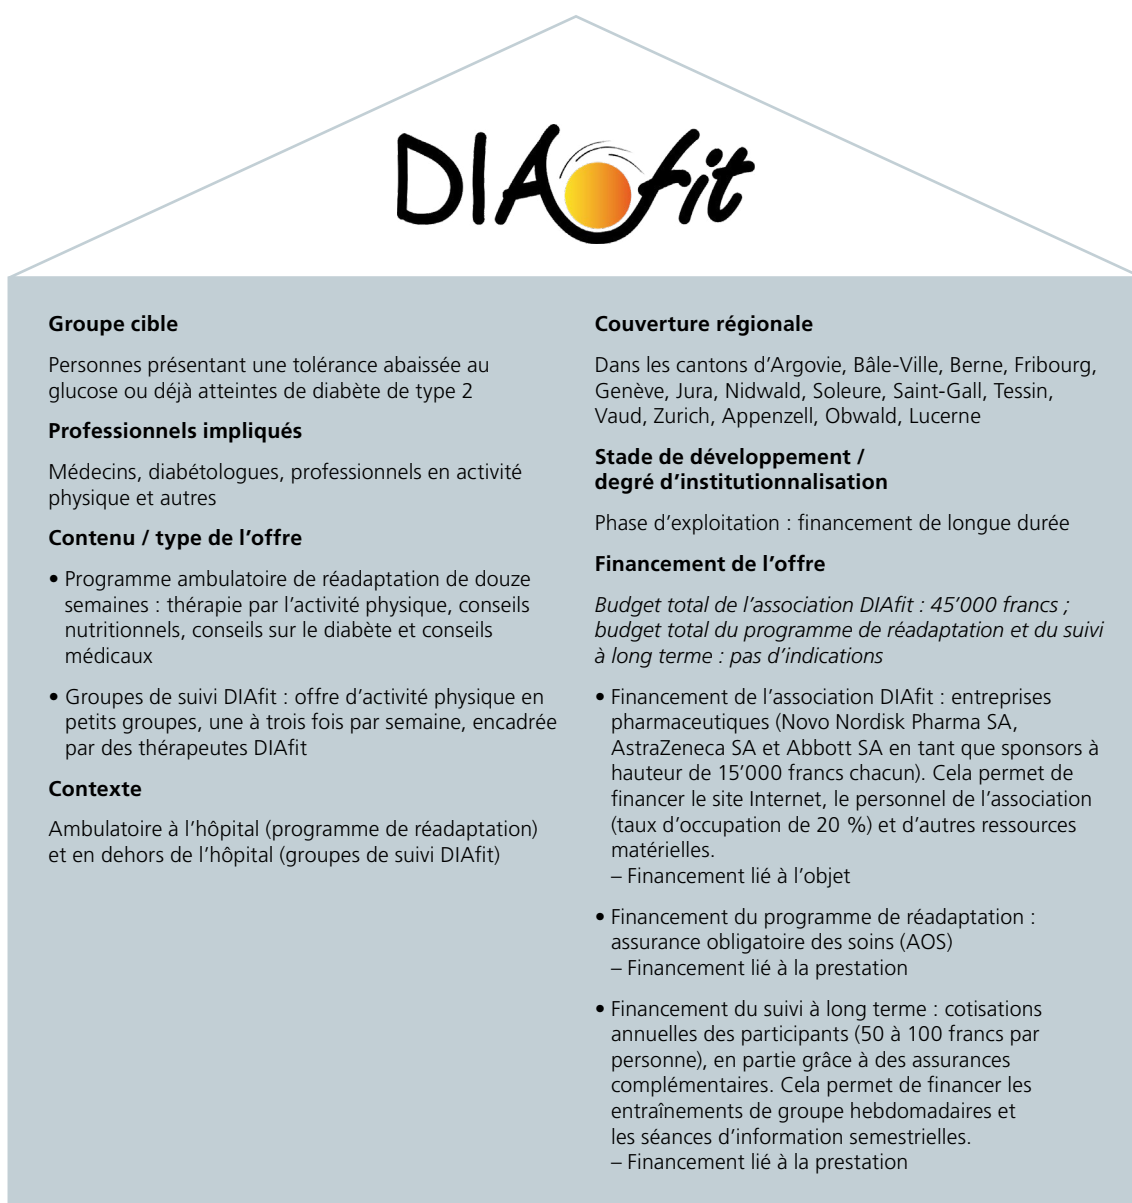 DIAfit
Groupe cible
Personnes présentant une tolérance abaissée au
glucose ou déjà atteintes de diabète de type 2
Professionnels impliqués
Médecins, diabétologues, professionnels en activité
physique et autres
Contenu / type de l’offre
• Programme ambulatoire de réadaptation de douze
semaines : thérapie par l’activité physique, conseils
nutritionnels, conseils sur le diabète et conseils
médicaux
• Groupes de suivi DIAfit : offre d’activité physique en
petits groupes, une à trois fois par semaine, encadrée
par des thérapeutes DIAfit
Contexte
Ambulatoire à l’hôpital (programme de réadaptation)
et en dehors de l’hôpital (groupes de suivi DIAfit)
Couverture régionale
Dans les cantons d’Argovie, Bâle-Ville, Berne, Fribourg,
Genève, Jura, Nidwald, Soleure, Saint-Gall, Tessin,
Vaud, Zurich, Appenzell, Obwald, Lucerne
Stade de développement /
degré d’institutionnalisation
Phase d’exploitation : financement de longue durée
Financement de l’offre
Budget total de l’association DIAfit : 45’000 francs ;
budget total du programme de réadaptation et du suivi
à long terme : pas d’indications
• Financement de l’association DIAfit : entreprises
pharmaceutiques (Novo Nordisk Pharma SA,
AstraZeneca SA et Abbott SA en tant que sponsors à
hauteur de 15’000 francs chacun). Cela permet de
financer le site Internet, le personnel de l’association
(taux d’occupation de 20 %) et d’autres ressources
matérielles.
– Financement lié à l’objet
• Financement du programme de réadaptation :
assurance obligatoire des soins (AOS)
– Financement lié à la prestation
• Financement du suivi à long terme : cotisations
annuelles des participants (50 à 100 francs par
personne), en partie grâce à des assurances
complémentaires. Cela permet de financer les
entraînements de groupe hebdomadaires et
les séances d’information semestrielles.
– Financement lié à la prestation